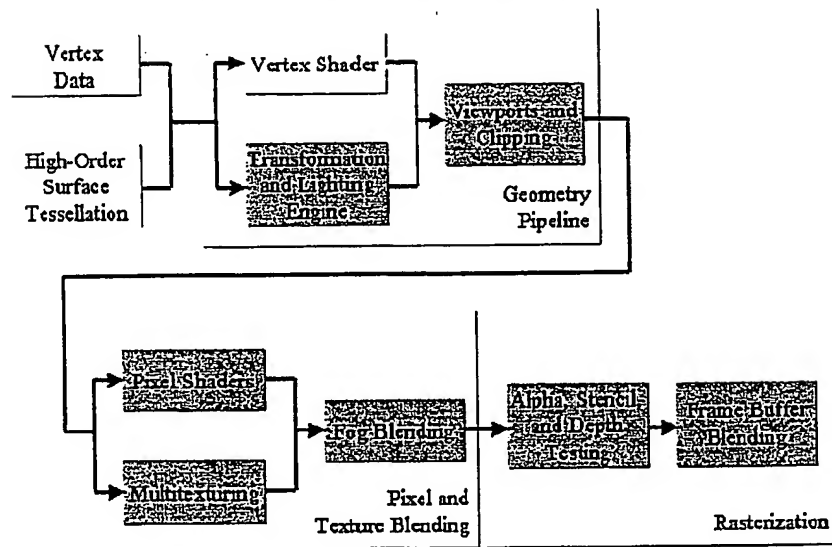 Vertex
Data
Vertex Shader
Viewports and
Clipping
High-Order
Surface
Tessellation
Transformation
and Lighting
Engine
Geometry
Pipeline
Pixel Shaders
Multitexturing
Fog Blending
Alpha, Stencil
and Depth
Tesung
Frame Buffer
Blending
Pixel and
Texture Blending
Rasterization